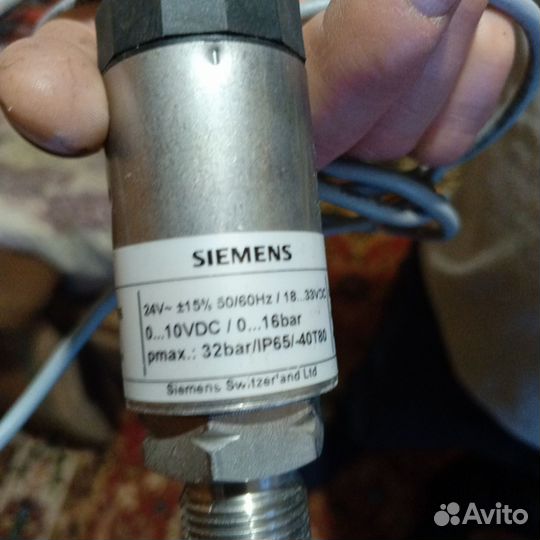 SIEMENS
24V~ ±15% 50/60Hz / 18...33VDC
0...10VDC / 0...16bar
pmax.: 32bar/IP65/-40T80
Siemens Switzerland Ltd
Avito